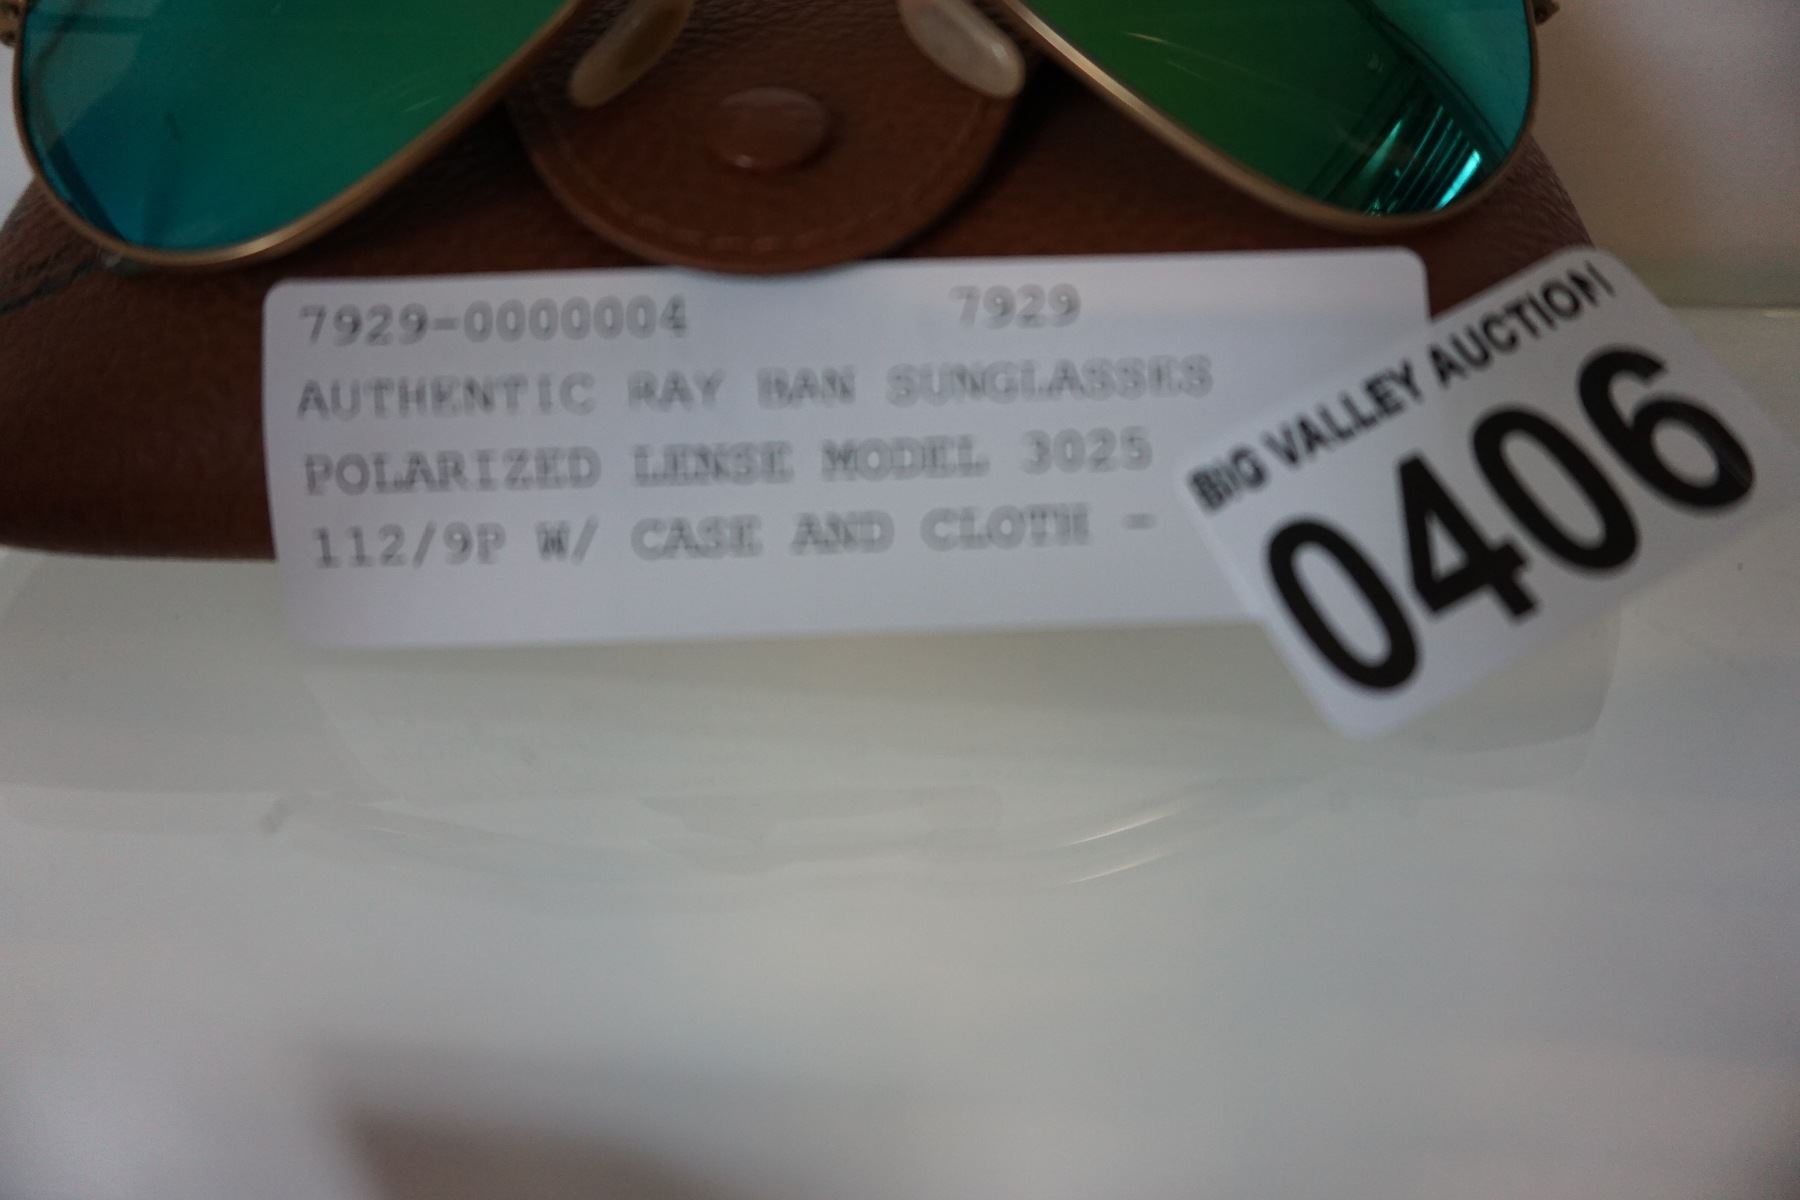 7929-0000004 7929
AUTHENTIC RAY BAN SUNGLASSES
POLARIZED LENSE MODEL 3025
112/9P W/ CASE AND CLOTH -
BIG VALLEY AUCTION
0406